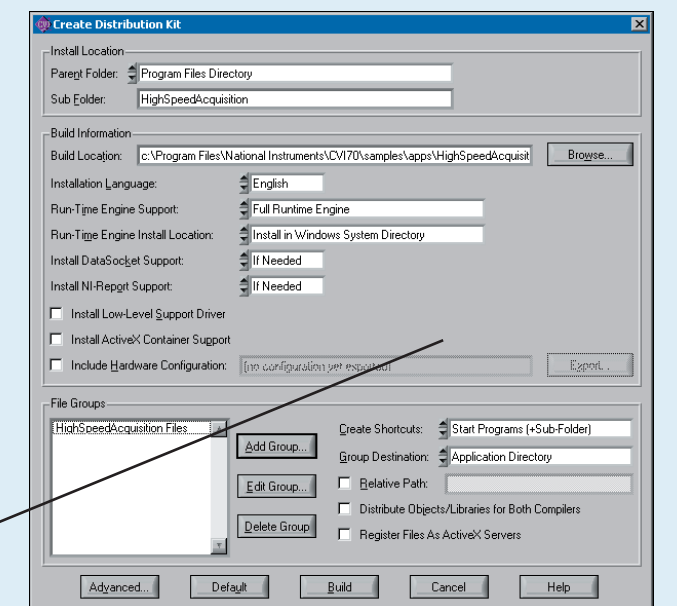 CVI Create Distribution Kit
Install Location
Parent Folder: Program Files Directory
Sub Folder: HighSpeedAcquisition
Build Information
Build Location: c:\Program Files\National Instruments\CVI70\samples\apps\HighSpeedAcquisit Browse...
Installation Language: English
Run-Time Engine Support: Full Runtime Engine
Run-Time Engine Install Location: Install in Windows System Directory
Install DataSocket Support: If Needed
Install NI-Report Support: If Needed
Install Low-Level Support Driver
Install ActiveX Container Support
Include Hardware Configuration: (no configuration yet exported) Export...
File Groups
HighSpeedAcquisition Files
Add Group...
Edit Group...
Delete Group
Create Shortcuts: Start Programs (+Sub-Folder)
Group Destination: Application Directory
Relative Path:
Distribute Objects/Libraries for Both Compilers
Register Files As ActiveX Servers
Advanced... Default Build Cancel Help